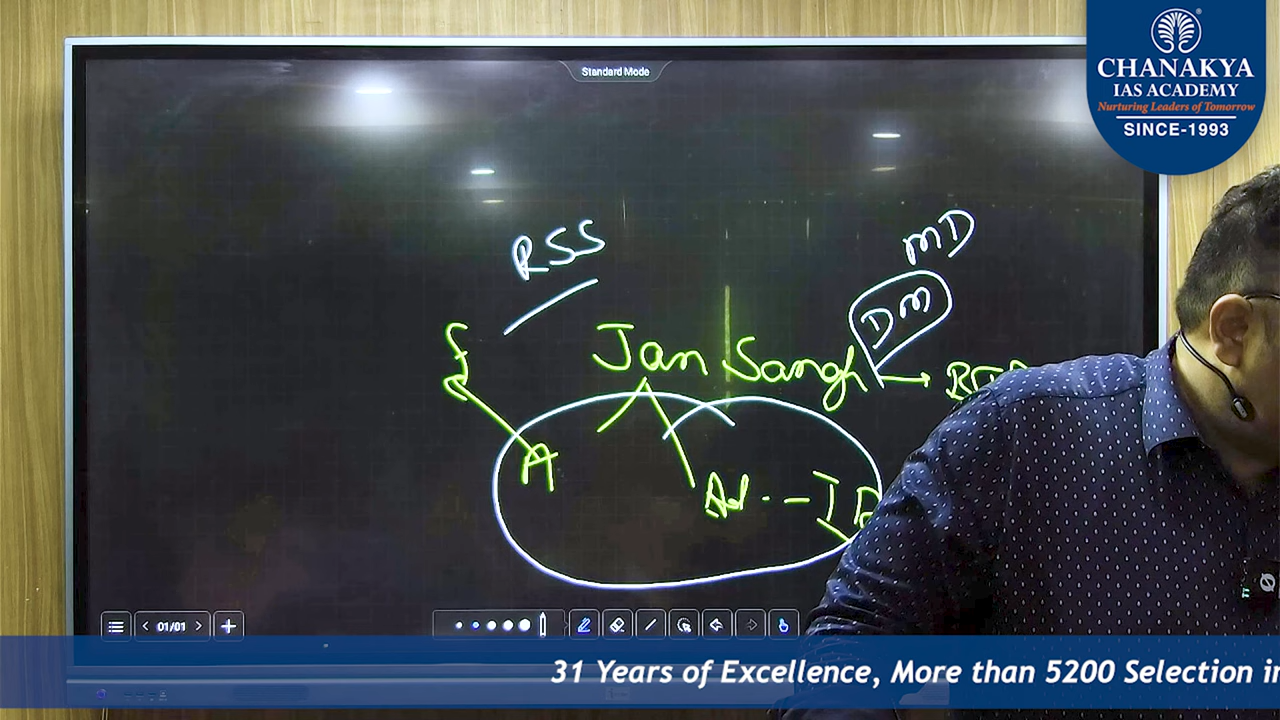 Standard Mode
CHANAKYA
IAS ACADEMY
Nurturing Leaders of Tomorrow
SINCE-1993
RSS
MD
DM
Jan Sangh
A
01/01
31 Years of Excellence, More than 5200 Selection in